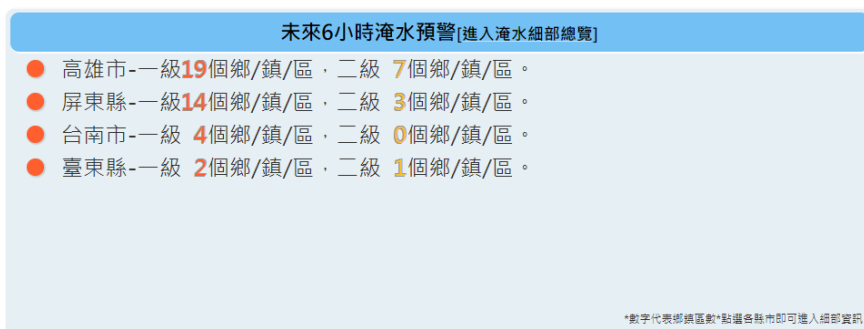 未來6小時淹水預警[進入淹水細部總覽]
高雄市-一級19個鄉/鎮/區，二級 7個鄉/鎮/區。
屏東縣-一級14個鄉/鎮/區，二級 3個鄉/鎮/區。
台南市-一級 4個鄉/鎮/區，二級 0個鄉/鎮/區。
臺東縣-一級 2個鄉/鎮/區，二級 1個鄉/鎮/區。
*數字代表鄉鎮區數*點選各縣市即可進入細部資訊